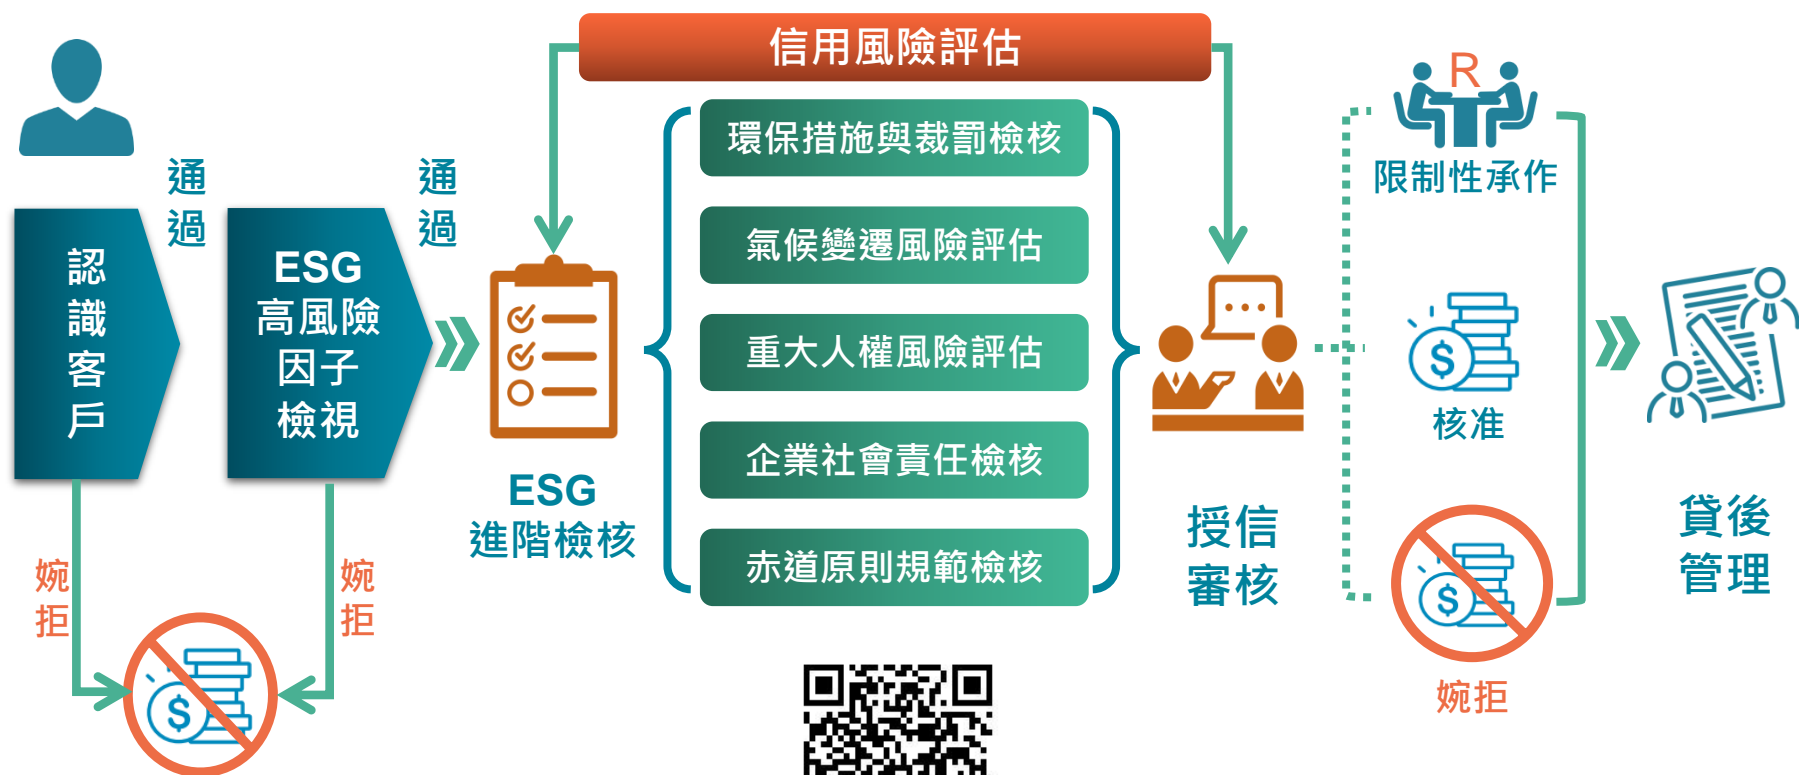 信用風險評估
通
過
通
過
認
識
客
戶
ESG
高風險
因子
檢視
婉
拒
婉
拒
ESG
進階檢核
環保措施與裁罰檢核
氣候變遷風險評估
重大人權風險評估
企業社會責任檢核
赤道原則規範檢核
授信
審核
R
限制性承作
核准
婉拒
貸後
管理